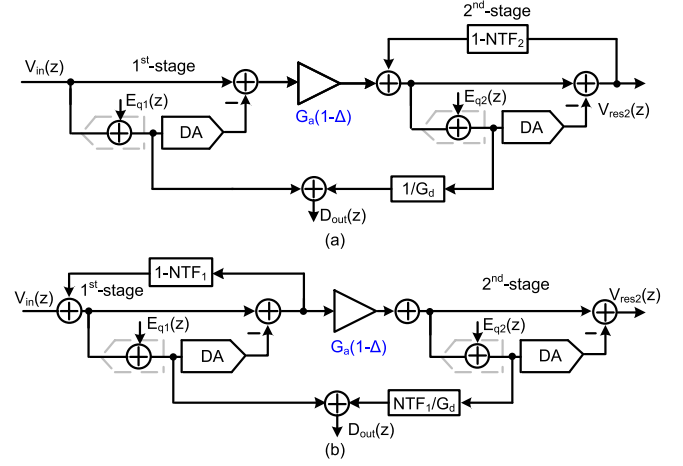 2nd-stage
1-NTF2
Vin(z)
1st-stage
Eq1(z)
DA
Ga(1-Δ)
Eq2(z)
DA
Vres2(z)
1/Gd
Dout(z)
(a)
1-NTF1
Vin(z)
1st-stage
Eq1(z)
DA
Ga(1-Δ)
2nd-stage
Eq2(z)
DA
Vres2(z)
NTF1/Gd
Dout(z)
(b)